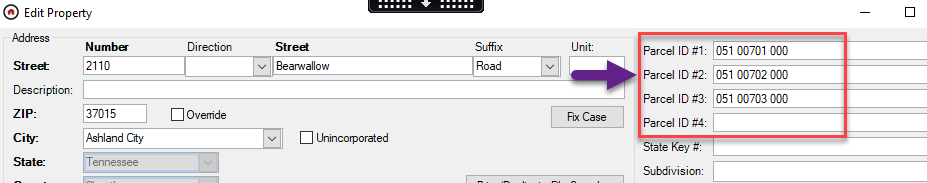 Edit Property
Address
Number Direction Street Suffix Unit:
Street: 2110 Bearwallow Road
Description:
ZIP: 37015 Override Fix Case
City: Ashland City Unincorporated
State: Tennessee
Parcel ID #1: 051 00701 000
Parcel ID #2: 051 00702 000
Parcel ID #3: 051 00703 000
Parcel ID #4:
State Key #:
Subdivision: